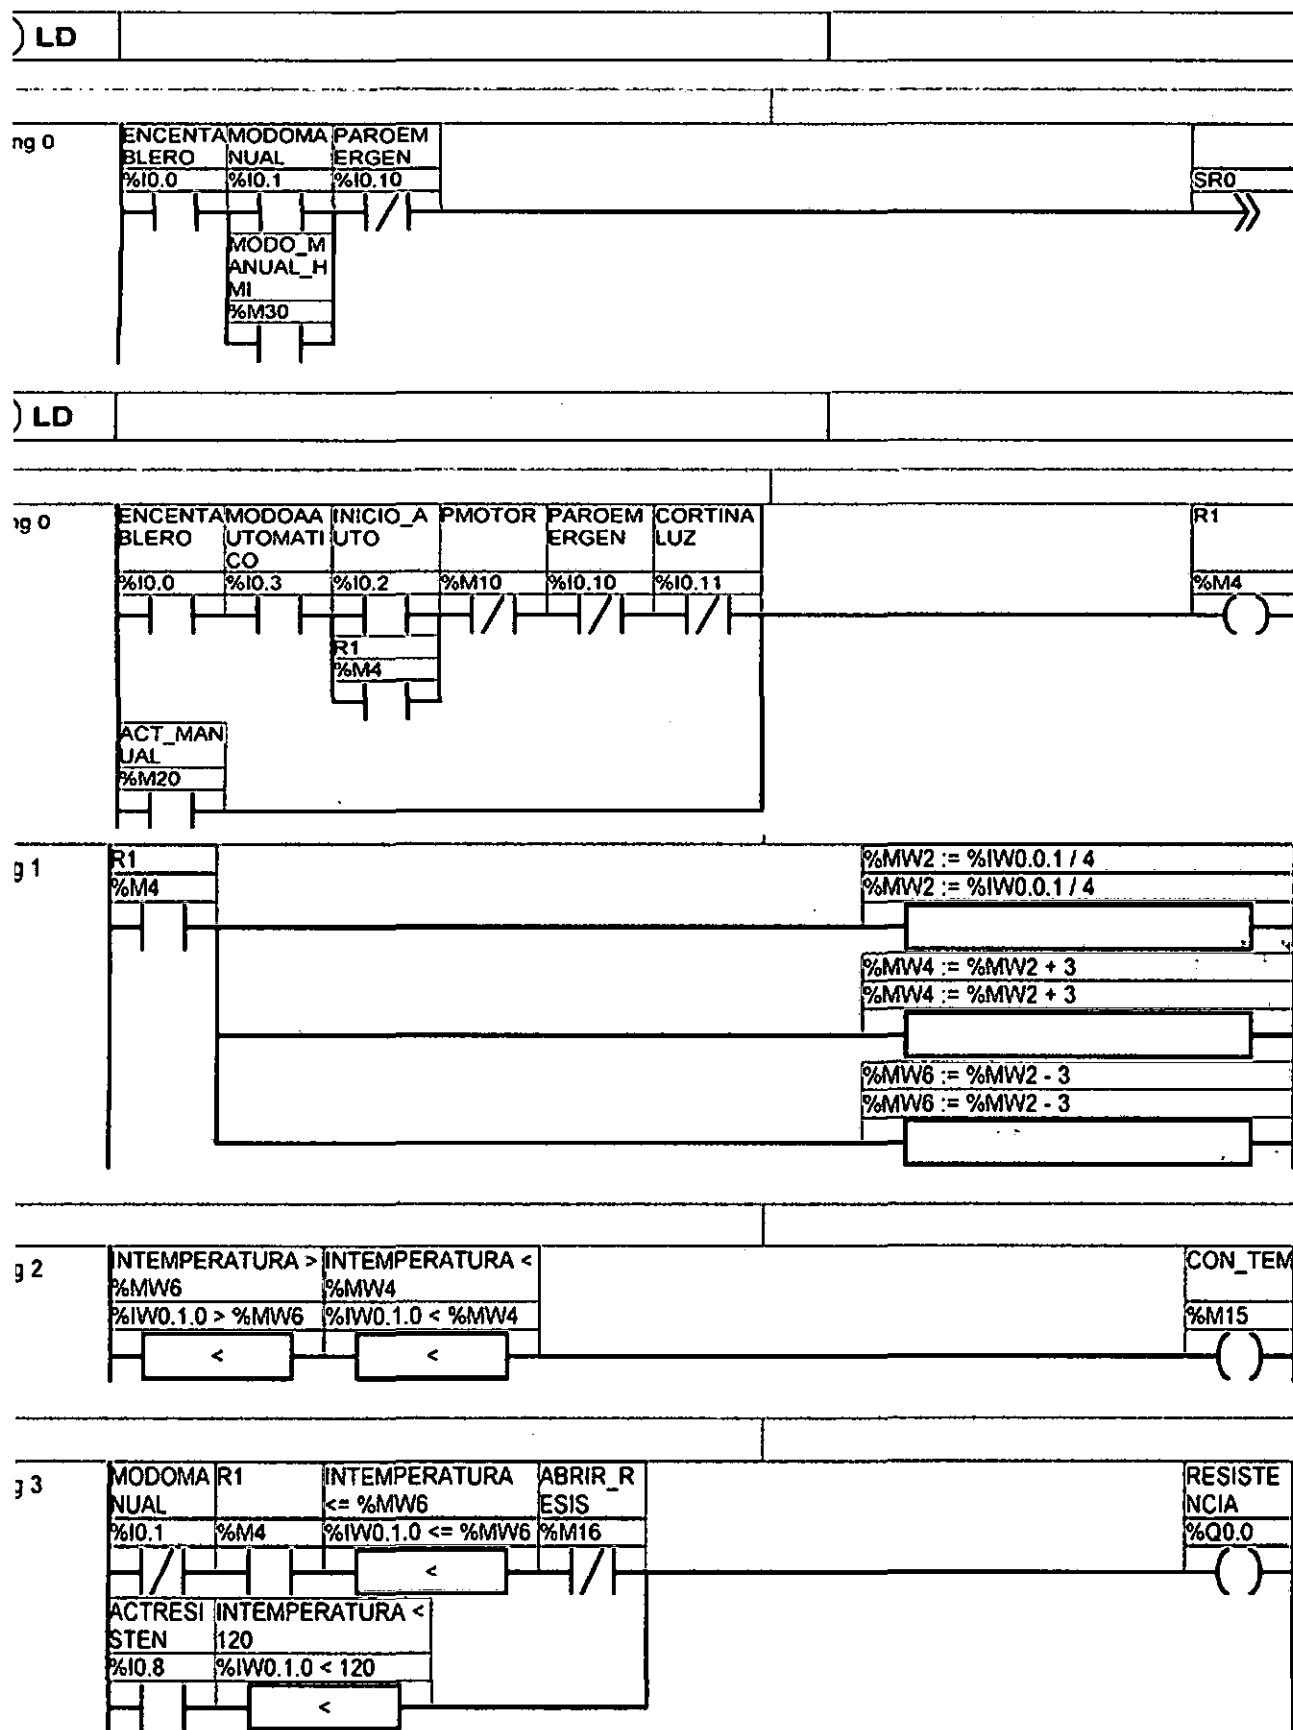 ) LD
ng 0
ENCENTA MODOMA PAROEM
BLERO NUAL ERGEN
%I0.0 %I0.1 %I0.10
SR0
MODO_M
ANUAL_H
MI
%M30
) LD
ng 0
ENCENTA MODOAA INICIO_A PMOTOR PAROEM CORTINA R1
BLERO UTOMATI UTO ERGEN LUZ
CO
%I0.0 %I0.3 %I0.2 %M10 %I0.10 %I0.11 %M4
R1
%M4
ACT_MAN
UAL
%M20
g 1
R1
%M4
%MW2 := %IW0.0.1 / 4
%MW2 := %IW0.0.1 / 4
%MW4 := %MW2 + 3
%MW4 := %MW2 + 3
%MW6 := %MW2 - 3
%MW6 := %MW2 - 3
g 2
INTEMPERATURA > INTEMPERATURA < CON_TEM
%MW6 %MW4
%IW0.1.0 > %MW6 %IW0.1.0 < %MW4 %M15
< <
g 3
MODOMA R1 INTEMPERATURA ABRIR_R RESISTE
NUAL <= %MW6 ESIS NCIA
%I0.1 %M4 %IW0.1.0 <= %MW6 %M16 %Q0.0
<
ACTRESI INTEMPERATURA <
STEN 120
%I0.8 %IW0.1.0 < 120
<